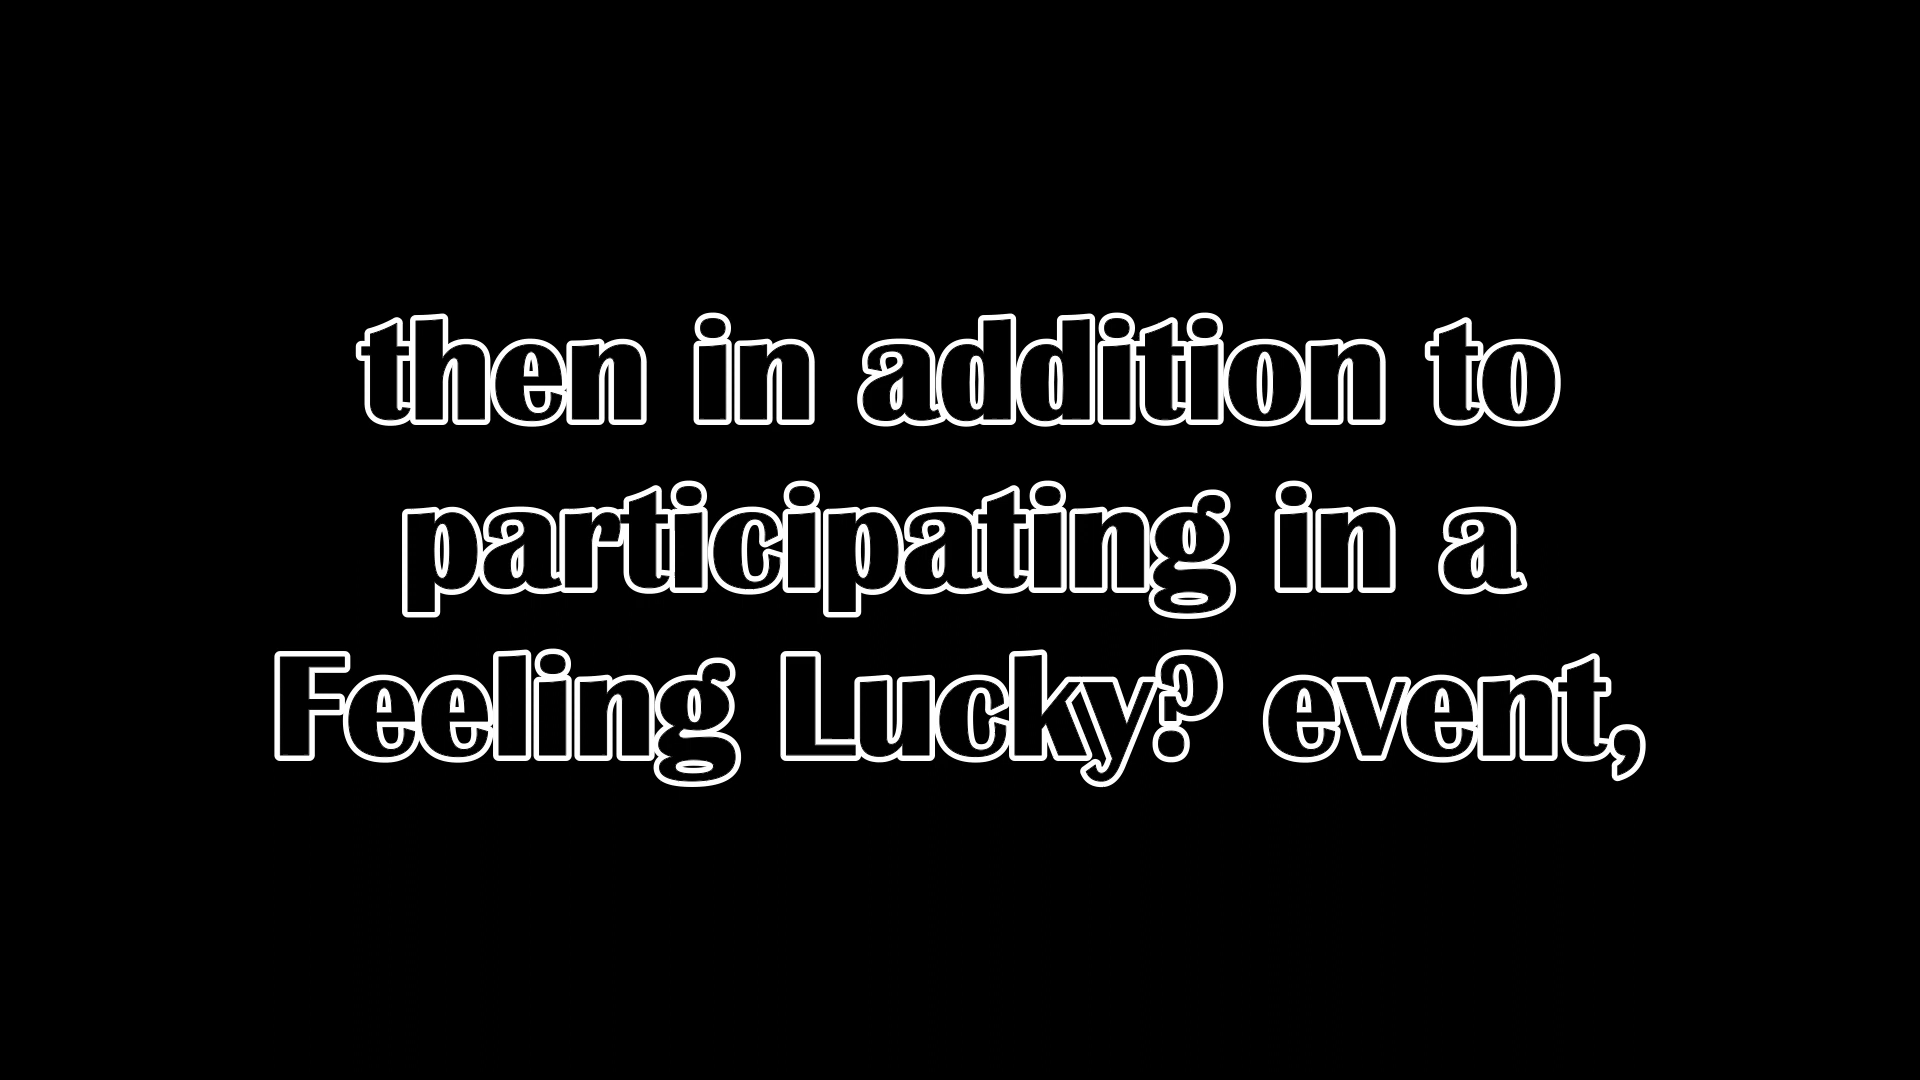 then in addition to
participating in a
Feeling Lucky? event,